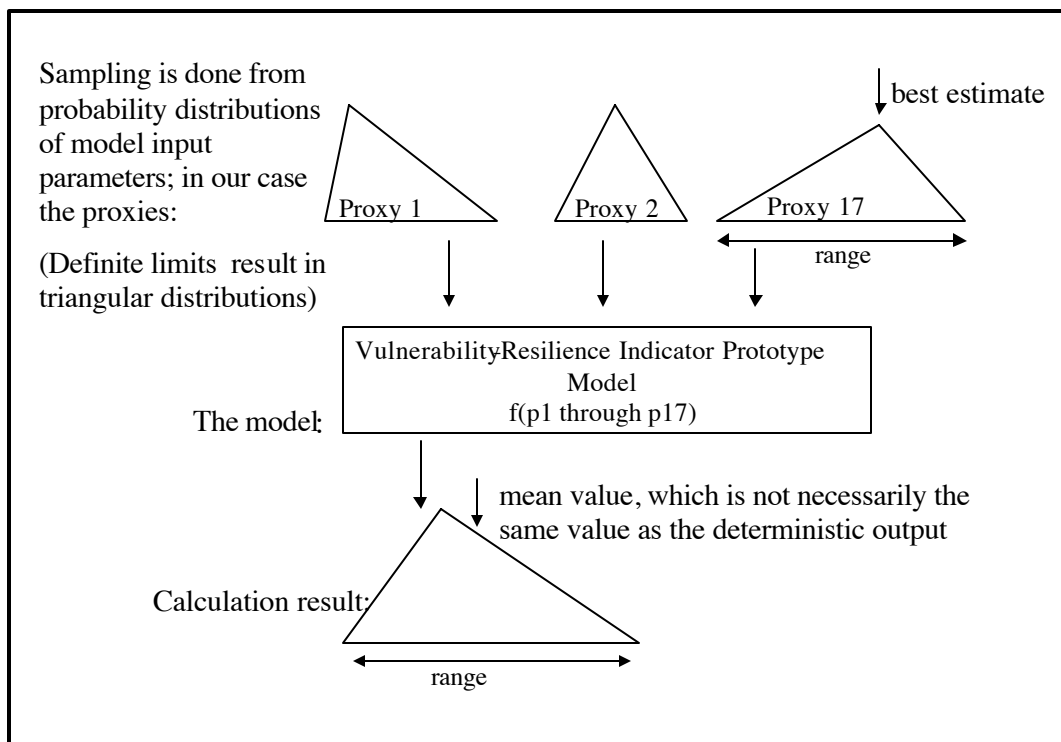 Sampling is done from
probability distributions
of model input
parameters; in our case
the proxies:
(Definite limits result in
triangular distributions)
best estimate
Proxy 1
Proxy 2
Proxy 17
range
Vulnerability-Resilience Indicator Prototype
Model
f(p1 through p17)
The model:
mean value, which is not necessarily the
same value as the deterministic output
Calculation result:
range